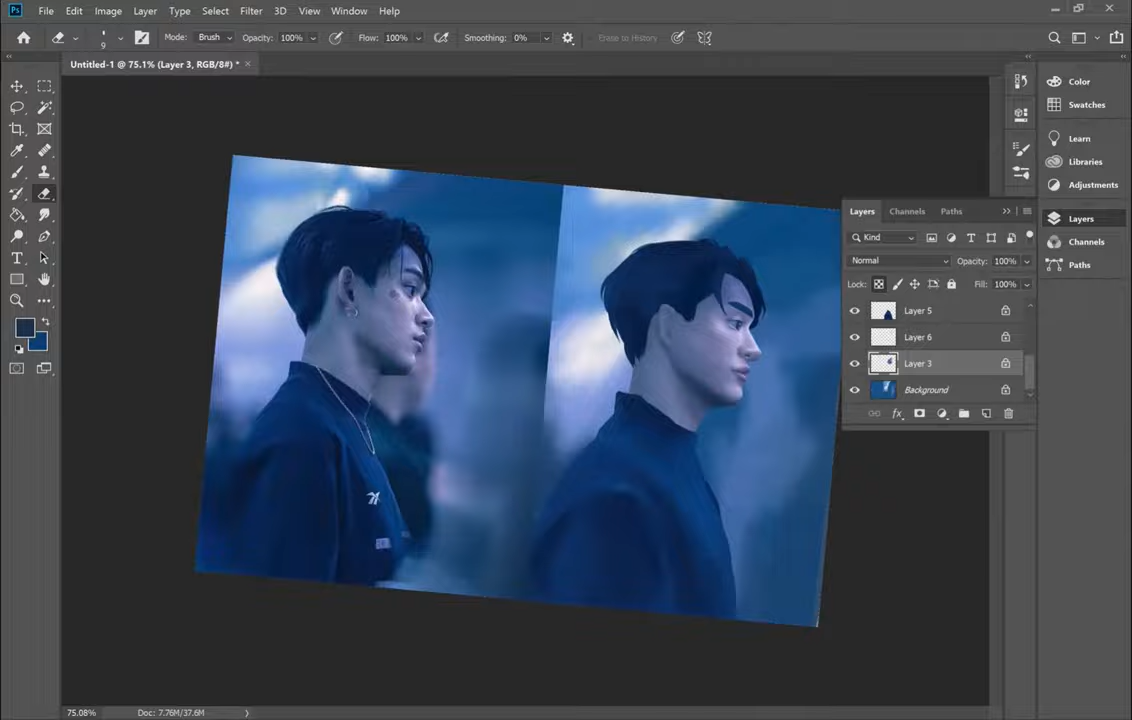 Ps File Edit Image Layer Type Select Filter 3D View Window Help
9 Mode: Brush Opacity: 100% Flow: 100% Smoothing: 0% Erase to History
Untitled-1 @ 75.1% (Layer 3, RGB/8#) * ×
Color
Swatches
Learn
Libraries
Adjustments
Layers
Channels
Paths
Layers Channels Paths
Kind
Normal Opacity: 100%
Lock: Fill: 100%
Layer 5
Layer 6
Layer 3
Background
fx
75.08% Doc: 7.76M/37.6M